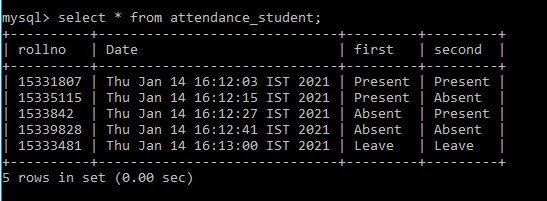 mysql> select * from attendance_student;
+----------+------------------------------+---------+---------+
| rollno   | Date                         | first   | second  |
+----------+------------------------------+---------+---------+
| 15331807 | Thu Jan 14 16:12:03 IST 2021 | Present | Present |
| 15335115 | Thu Jan 14 16:12:15 IST 2021 | Present | Absent  |
| 1533842  | Thu Jan 14 16:12:27 IST 2021 | Absent  | Present |
| 15339828 | Thu Jan 14 16:12:41 IST 2021 | Absent  | Absent  |
| 15333481 | Thu Jan 14 16:13:00 IST 2021 | Leave   | Leave   |
+----------+------------------------------+---------+---------+
5 rows in set (0.00 sec)